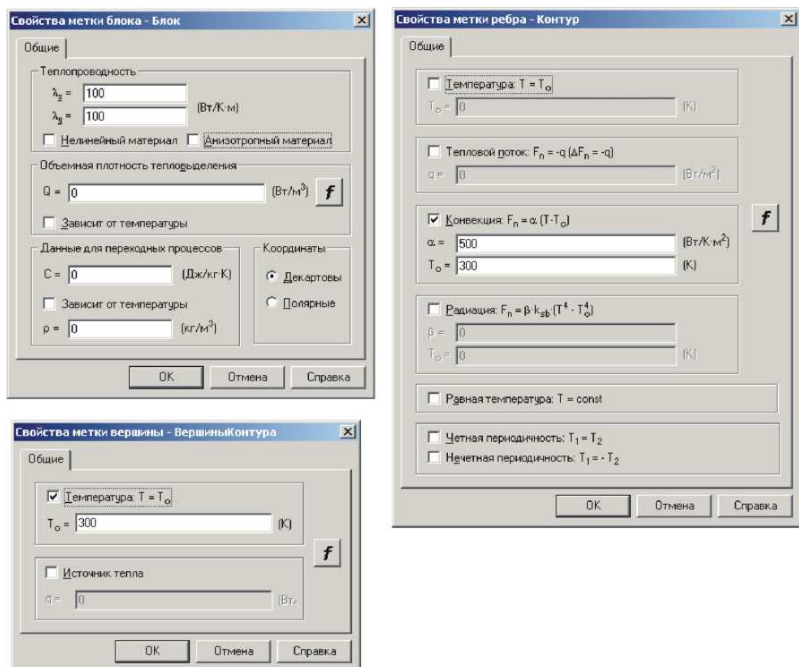 Свойства метки блока - Блок
Общие
Теплопроводность
λx = 100
λy = 100
(Вт/К·м)
Нелинейный материал
Анизотропный материал
Объемная плотность тепловыделения
Q = 0 (Вт/м³) f
Зависит от температуры
Данные для переходных процессов
C = 0 (Дж/кг·К)
Зависит от температуры
ρ = 0 (кг/м³)
Координаты
Декартовы
Полярные
ОК Отмена Справка
Свойства метки вершины - ВершиныКонтура
Общие
Температура: T = To
To = 300 (К)
f
Источник тепла
q = 0 (Вт/
ОК Отмена Справка
Свойства метки ребра - Контур
Общие
Температура: T = To
To = 0 (К)
Тепловой поток: Fn = -q (ΔFn = -q)
q = 0 (Вт/м²)
Конвекция: Fn = α (T-To)
α = 500 (Вт/К·м²)
To = 300 (К)
f
Радиация: Fn = β·ksb·(T⁴ - To⁴)
β = 0
To = 0 (К)
Равная температура: T = const
Четная периодичность: T1 = T2
Нечетная периодичность: T1 = - T2
ОК Отмена Справка